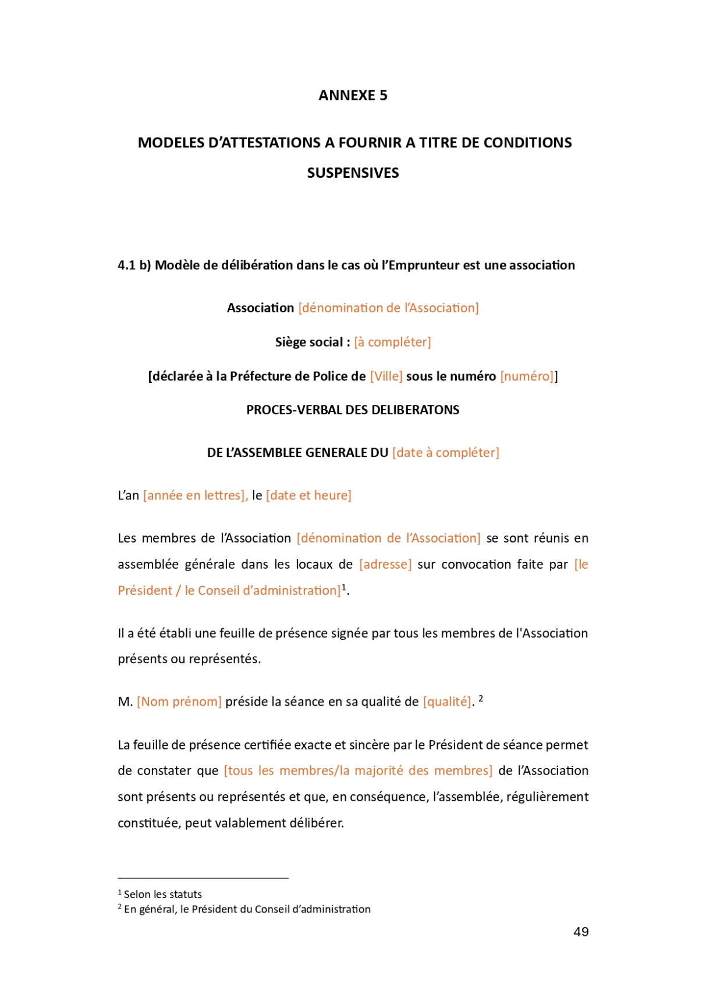 ANNEXE 5
MODELES D’ATTESTATIONS A FOURNIR A TITRE DE CONDITIONS
SUSPENSIVES
4.1 b) Modèle de délibération dans le cas où l’Emprunteur est une association
Association [dénomination de l’Association]
Siège social : [à compléter]
[déclarée à la Préfecture de Police de [Ville] sous le numéro [numéro]]
PROCES-VERBAL DES DELIBERATONS
DE L’ASSEMBLEE GENERALE DU [date à compléter]
L’an [année en lettres], le [date et heure]
Les membres de l’Association [dénomination de l’Association] se sont réunis en
assemblée générale dans les locaux de [adresse] sur convocation faite par [le
Président / le Conseil d’administration]1.
Il a été établi une feuille de présence signée par tous les membres de l'Association
présents ou représentés.
M. [Nom prénom] préside la séance en sa qualité de [qualité]. 2
La feuille de présence certifiée exacte et sincère par le Président de séance permet
de constater que [tous les membres/la majorité des membres] de l’Association
sont présents ou représentés et que, en conséquence, l’assemblée, régulièrement
constituée, peut valablement délibérer.
1 Selon les statuts
2 En général, le Président du Conseil d’administration
49